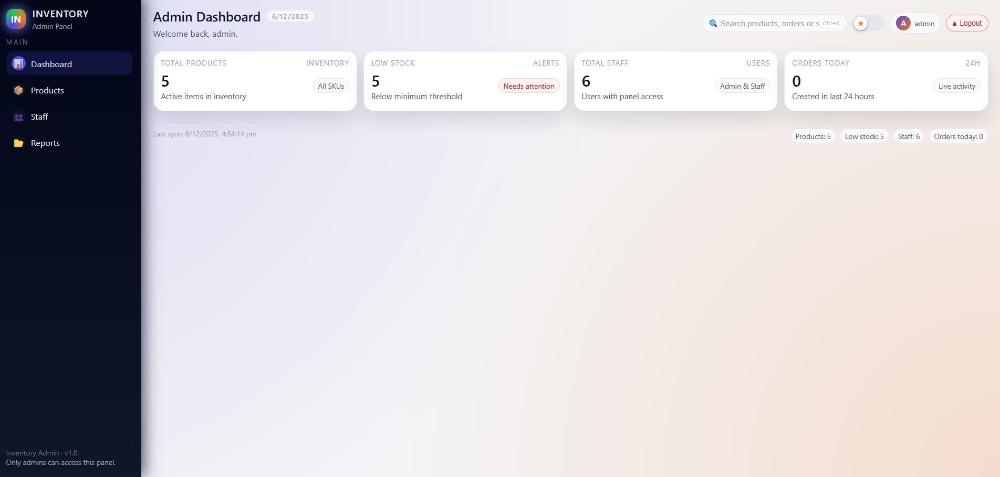 IN
INVENTORY
Admin Panel
MAIN
Dashboard
Products
Staff
Reports
Inventory Admin · v1.0
Only admins can access this panel.
Admin Dashboard 6/12/2025
Welcome back, admin.
Search products, orders or s Ctrl+K
A admin
Logout
TOTAL PRODUCTS INVENTORY
5
All SKUs
Active items in inventory
LOW STOCK ALERTS
5
Needs attention
Below minimum threshold
TOTAL STAFF USERS
6
Admin & Staff
Users with panel access
ORDERS TODAY 24H
0
Live activity
Created in last 24 hours
Last sync: 6/12/2025, 4:54:14 pm
Products: 5 Low stock: 5 Staff: 6 Orders today: 0